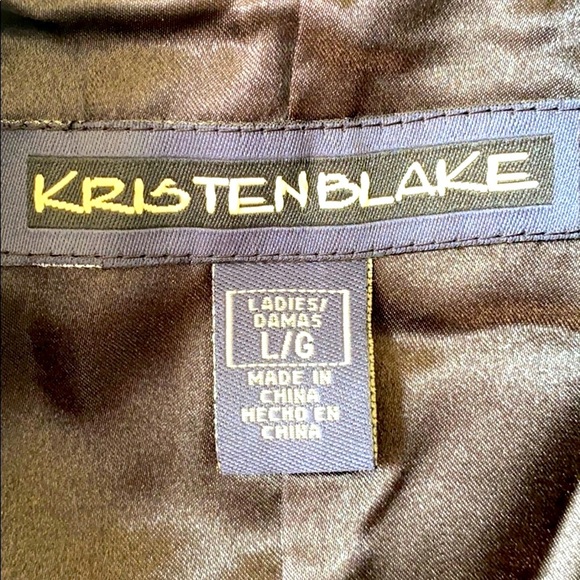 KRISTENBLAKE
LADIES/
DAMAS
L/G
MADE IN
CHINA
HECHO EN
CHINA